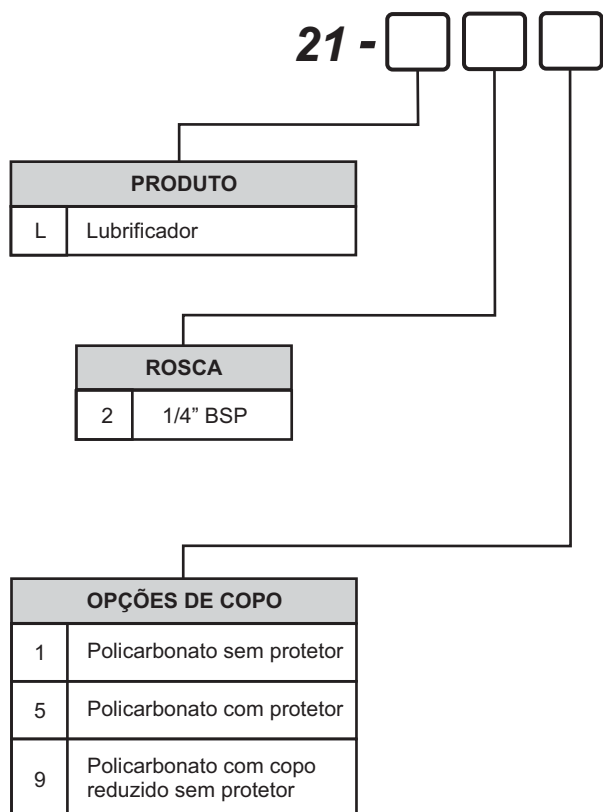 21 -
PRODUTO
L Lubrificador
ROSCA
2 1/4” BSP
OPÇÕES DE COPO
1 Policarbonato sem protetor
5 Policarbonato com protetor
9 Policarbonato com copo
reduzido sem protetor